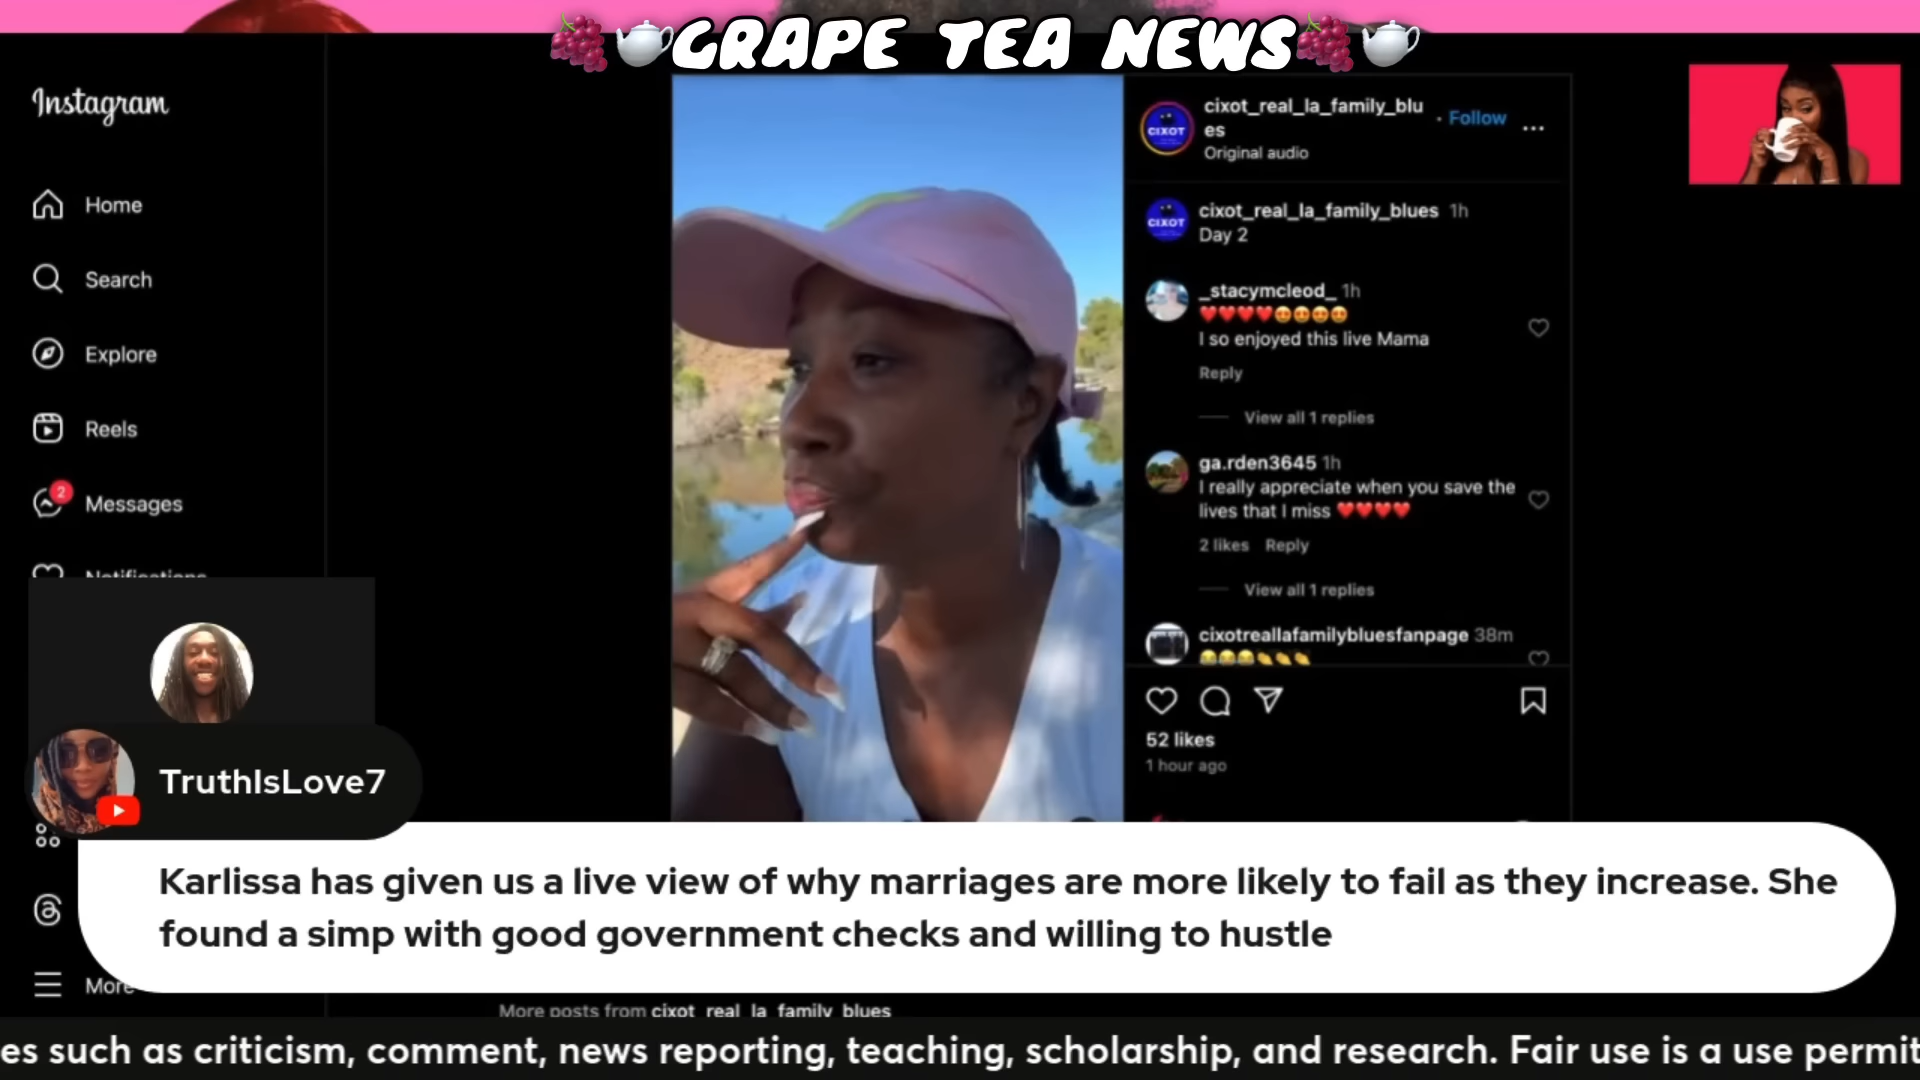 GRAPE TEA NEWS
Instagram
Home
Search
Explore
Reels
2
Messages
Notifications
More
cixot_real_la_family_blu
es
• Follow
Original audio
CIXOT
cixot_real_la_family_blues 1h
Day 2
CIXOT
_stacymcleod_ 1h
❤️❤️❤️❤️😍😍😍😍
I so enjoyed this live Mama
Reply
View all 1 replies
ga.rden3645 1h
I really appreciate when you save the
lives that I miss ❤️❤️❤️❤️
2 likes Reply
View all 1 replies
cixotreallafamilybluesfanpage 38m
😂😂😂👏👏👏
52 likes
1 hour ago
TruthIsLove7
Karlissa has given us a live view of why marriages are more likely to fail as they increase. She
found a simp with good government checks and willing to hustle
More posts from cixot_real_la_family_blues
es such as criticism, comment, news reporting, teaching, scholarship, and research. Fair use is a use permit